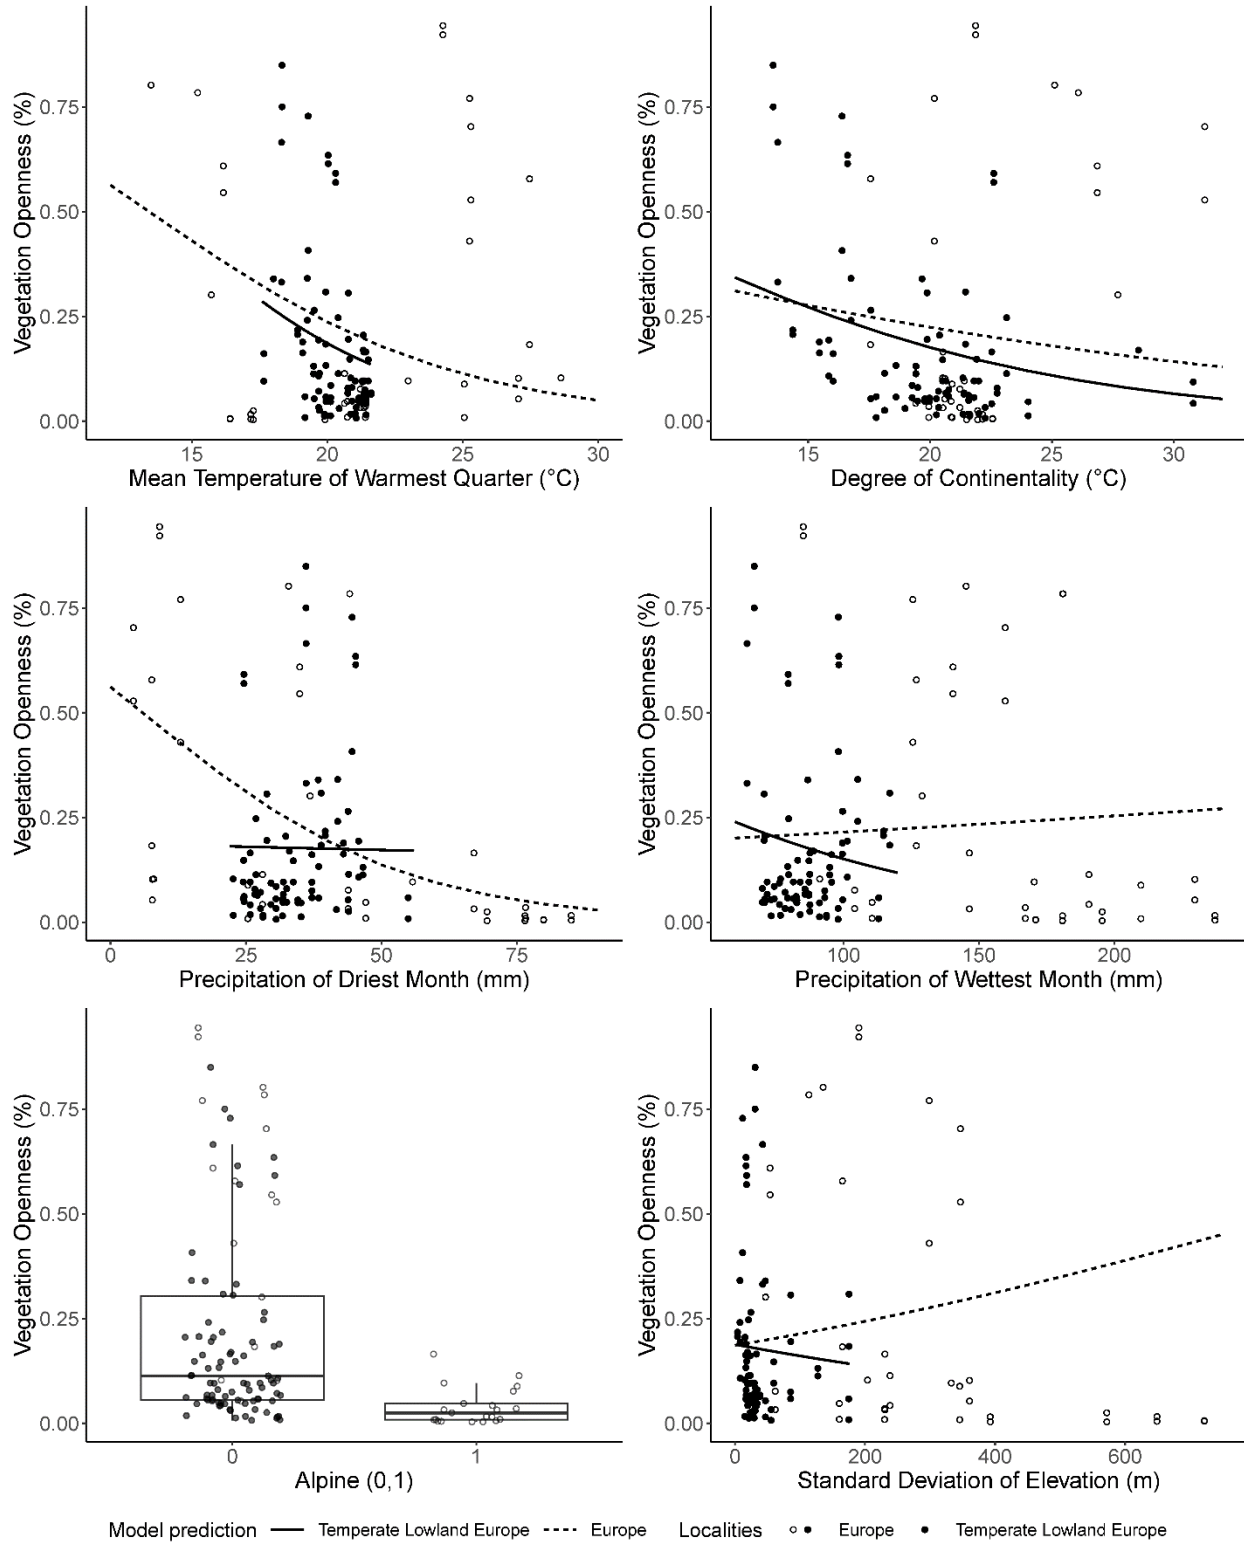 Vegetation Openness (%)
0.75
0.50
0.25
0.00
15 20 25 30
Mean Temperature of Warmest Quarter (°C)
Vegetation Openness (%)
0.75
0.50
0.25
0.00
15 20 25 30
Degree of Continentality (°C)
Vegetation Openness (%)
0.75
0.50
0.25
0.00
0 25 50 75
Precipitation of Driest Month (mm)
Vegetation Openness (%)
0.75
0.50
0.25
0.00
100 150 200
Precipitation of Wettest Month (mm)
Vegetation Openness (%)
0.75
0.50
0.25
0.00
0 1
Alpine (0,1)
Vegetation Openness (%)
0.75
0.50
0.25
0.00
0 200 400 600
Standard Deviation of Elevation (m)
Model prediction Temperate Lowland Europe Europe Localities Europe Temperate Lowland Europe